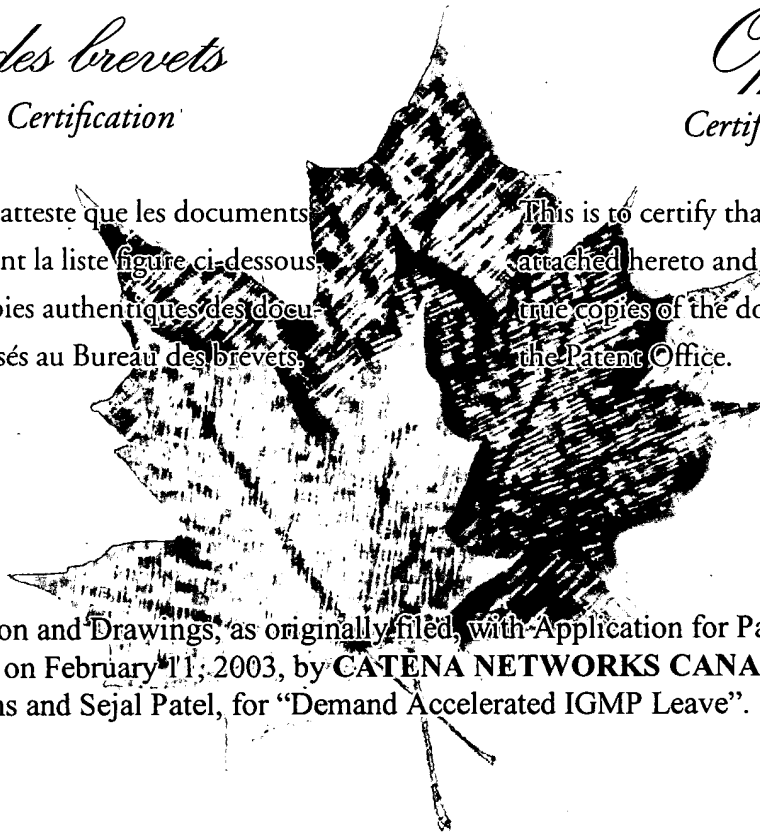 des brevets
Certification
atteste que les documents
nt la liste figure ci-dessous,
pies authentiques des docu-
sés au Bureau des brevets.
Op
Certif
This is to certify tha
attached hereto and
true copies of the do
the Patent Office.
on and Drawings, as originally filed, with Application for Pa
on February 11, 2003, by CATENA NETWORKS CANA
ns and Sejal Patel, for “Demand Accelerated IGMP Leave”.